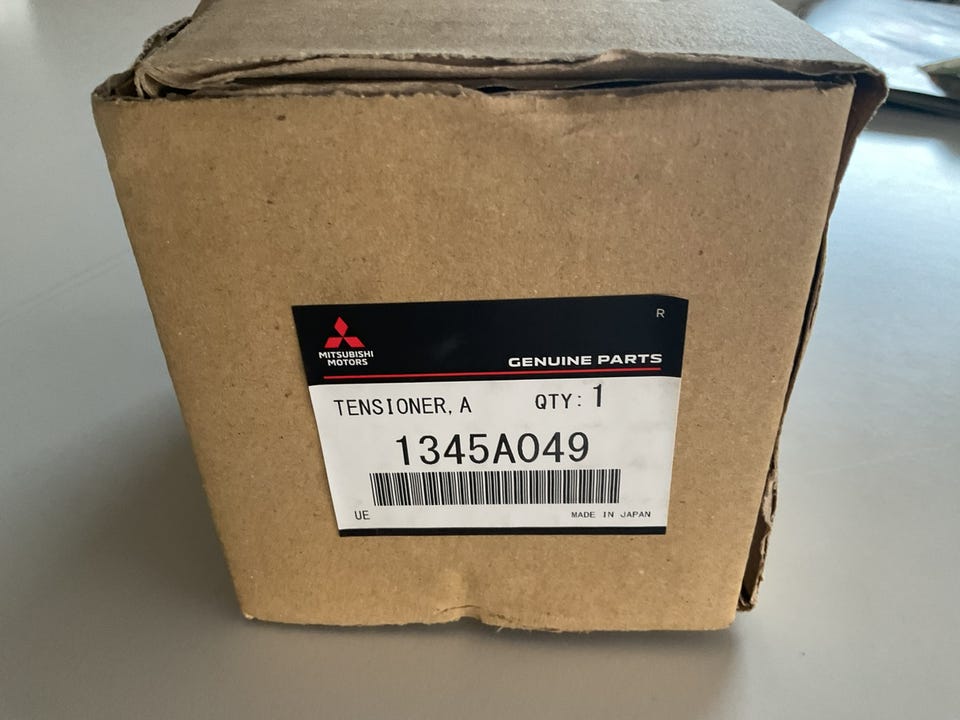 R
MITSUBISHI
MOTORS
GENUINE PARTS
TENSIONER, A QTY: 1
1345A049
UE MADE IN JAPAN